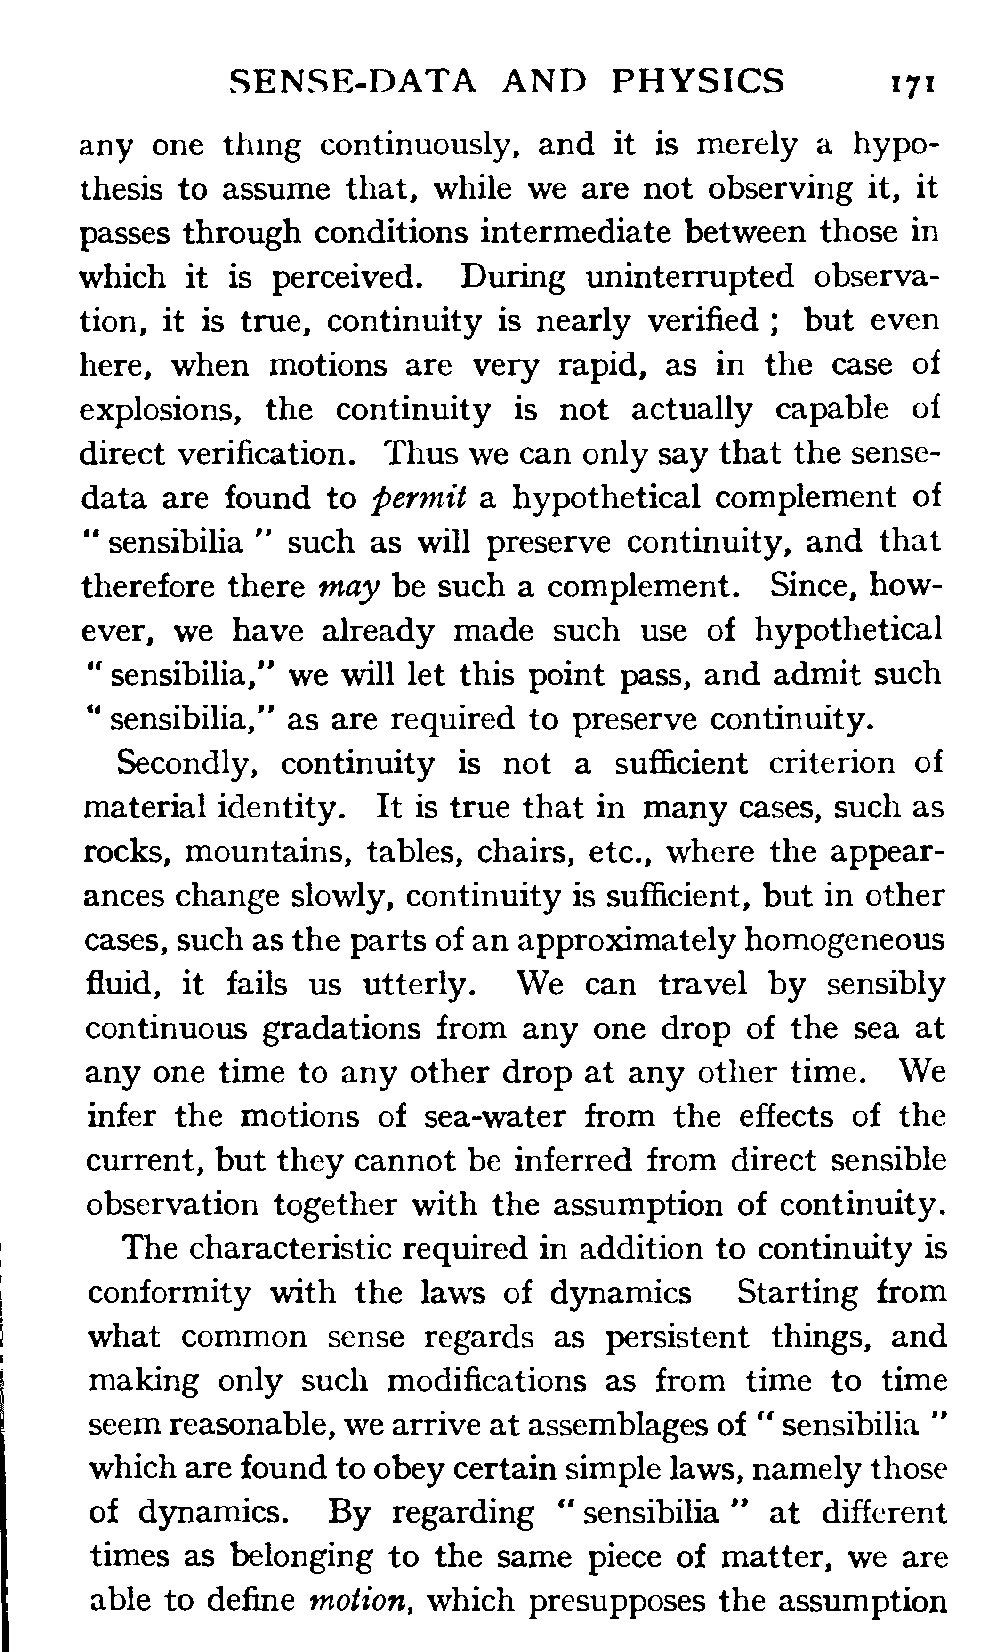 SENSE-DATA AND PHYSICS 171
any one thing continuously, and it is merely a hypo-
thesis to assume that, while we are not observing it, it
passes through conditions intermediate between those in
which it is perceived. During uninterrupted observa-
tion, it is true, continuity is nearly verified ; but even
here, when motions are very rapid, as in the case of
explosions, the continuity is not actually capable of
direct verification. Thus we can only say that the sense-
data are found to permit a hypothetical complement of
" sensibilia " such as will preserve continuity, and that
therefore there may be such a complement. Since, how-
ever, we have already made such use of hypothetical
" sensibilia," we will let this point pass, and admit such
" sensibilia," as are required to preserve continuity.
Secondly, continuity is not a sufficient criterion of
material identity. It is true that in many cases, such as
rocks, mountains, tables, chairs, etc., where the appear-
ances change slowly, continuity is sufficient, but in other
cases, such as the parts of an approximately homogeneous
fluid, it fails us utterly. We can travel by sensibly
continuous gradations from any one drop of the sea at
any one time to any other drop at any other time. We
infer the motions of sea-water from the effects of the
current, but they cannot be inferred from direct sensible
observation together with the assumption of continuity.
The characteristic required in addition to continuity is
conformity with the laws of dynamics Starting from
what common sense regards as persistent things, and
making only such modifications as from time to time
seem reasonable, we arrive at assemblages of " sensibilia "
which are found to obey certain simple laws, namely those
of dynamics. By regarding " sensibilia " at different
times as belonging to the same piece of matter, we are
able to define motion, which presupposes the assumption